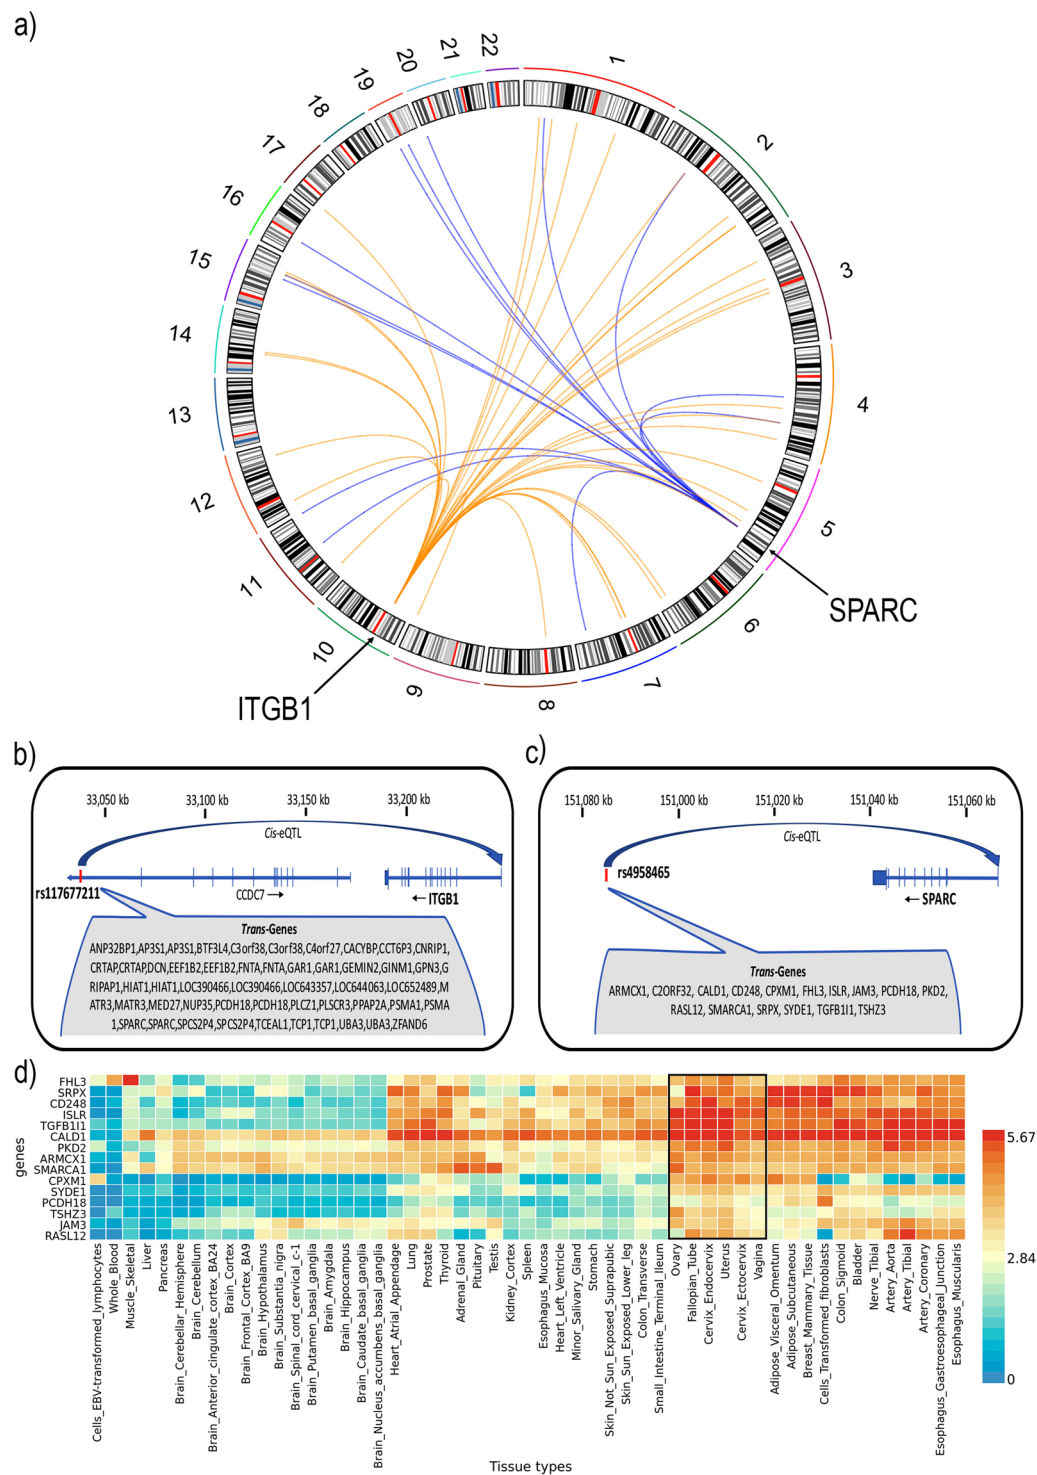 a)
1
2
3
4
5
6
7
8
9
10
11
12
13
14
15
16
17
18
19
20
21
22
SPARC
ITGB1
b)
33,050 kb 33,100 kb 33,150 kb 33,200 kb
Cis-eQTL
rs117677211
CCDC7
ITGB1
Trans-Genes
ANP32BP1,AP3S1,AP3S1,BTF3L4,C3orf38,C3orf38,C4orf27,CACYBP,CCT6P3,CNRIP1,
CRTAP,CRTAP,DCN,EEF1B2,EEF1B2,FNTA,FNTA,GAR1,GAR1,GEMIN2,GINM1,GPN3,G
RIPAP1,HIAT1,HIAT1,LOC390466,LOC390466,LOC643357,LOC644063,LOC652489,M
ATR3,MATR3,MED27,NUP35,PCDH18,PCDH18,PLCZ1,PLSCR3,PPAP2A,PSMA1,PSMA
1,SPARC,SPARC,SPCS2P4,SPCS2P4,TCEAL1,TCP1,TCP1,UBA3,UBA3,ZFAND6
c)
151,080 kb 151,000 kb 151,020 kb 151,040 kb 151,060 kb
Cis-eQTL
rs4958465
SPARC
Trans-Genes
ARMCX1, C2ORF32, CALD1, CD248, CPXM1, FHL3, ISLR, JAM3, PCDH18, PKD2,
RASL12, SMARCA1, SRPX, SYDE1, TGFB1I1,TSHZ3
d)
genes
FHL3
SRPX
CD248
ISLR
TGFB1I1
CALD1
PKD2
ARMCX1
SMARCA1
CPXM1
SYDE1
PCDH18
TSHZ3
JAM3
RASL12
5.67
2.84
0
Cells_EBV-transformed_lymphocytes
Whole_Blood
Muscle_Skeletal
Liver
Pancreas
Brain_Cerebellar_Hemisphere
Brain_Cerebellum
Brain_Anterior_cingulate_cortex_BA24
Brain_Cortex
Brain_Frontal_Cortex_BA9
Brain_Hypothalamus
Brain_Substantia_nigra
Brain_Spinal_cord_cervical_c-1
Brain_Putamen_basal_ganglia
Brain_Amygdala
Brain_Hippocampus
Brain_Caudate_basal_ganglia
Brain_Nucleus_accumbens_basal_ganglia
Heart_Atrial_Appendage
Lung
Prostate
Thyroid
Adrenal_Gland
Pituitary
Testis
Kidney_Cortex
Spleen
Esophagus_Mucosa
Heart_Left_Ventricle
Minor_Salivary_Gland
Stomach
Skin_Not_Sun_Exposed_Suprapubic
Skin_Sun_Exposed_Lower_leg
Colon_Transverse
Small_Intestine_Terminal_Ileum
Ovary
Fallopian_Tube
Cervix_Endocervix
Uterus
Cervix_Ectocervix
Vagina
Adipose_Visceral_Omentum
Adipose_Subcutaneous
Breast_Mammary_Tissue
Cells_Transformed_fibroblasts
Colon_Sigmoid
Bladder
Nerve_Tibial
Artery_Aorta
Artery_Tibial
Artery_Coronary
Esophagus_Gastroesophageal_Junction
Esophagus_Muscularis
Tissue types